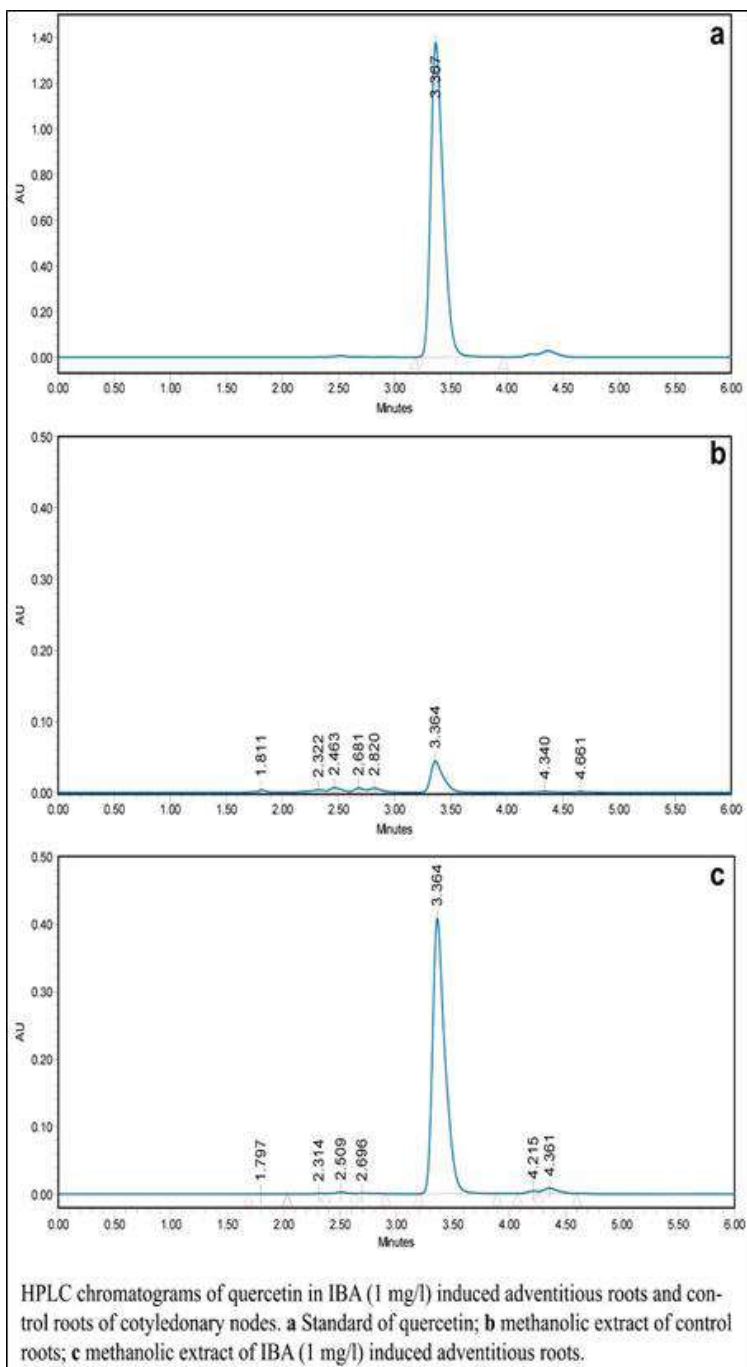 a
1.40
1.20
1.00
0.80
0.60
0.40
0.20
0.00
AU
3.367
0.00 0.50 1.00 1.50 2.00 2.50 3.00 3.50 4.00 4.50 5.00 6.00
Minutes
b
0.50
0.40
0.30
0.20
0.10
0.00
AU
1.811 2.322 2.463 2.681 2.820 3.364 4.340 4.661
0.00 0.50 1.00 1.50 2.00 2.50 3.00 3.50 4.00 4.50 5.00 6.00
Minutes
c
0.50
0.40
0.30
0.20
0.10
0.00
AU
1.797 2.314 2.509 2.696 3.364 4.215 4.361
0.00 0.50 1.00 1.50 2.00 2.50 3.00 3.50 4.00 4.50 5.00 6.00
Minutes
HPLC chromatograms of quercetin in IBA (1 mg/l) induced adventitious roots and con-
trol roots of cotyledonary nodes. a Standard of quercetin; b methanolic extract of control
roots; c methanolic extract of IBA (1 mg/l) induced adventitious roots.